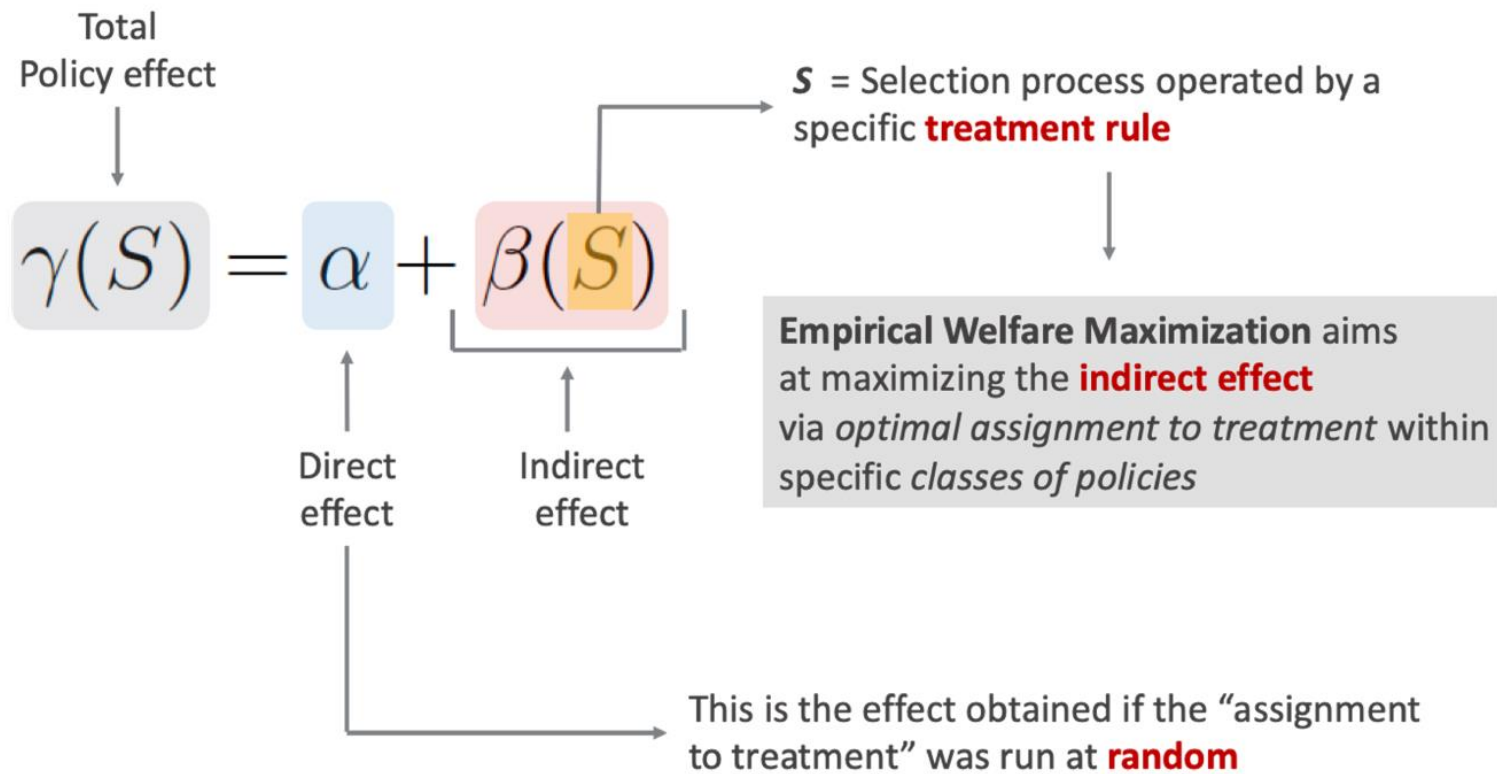 Total
Policy effect
γ(S) = α + β(S)
Direct
effect
Indirect
effect
S = Selection process operated by a
specific treatment rule
Empirical Welfare Maximization aims
at maximizing the indirect effect
via optimal assignment to treatment within
specific classes of policies
This is the effect obtained if the “assignment
to treatment” was run at random